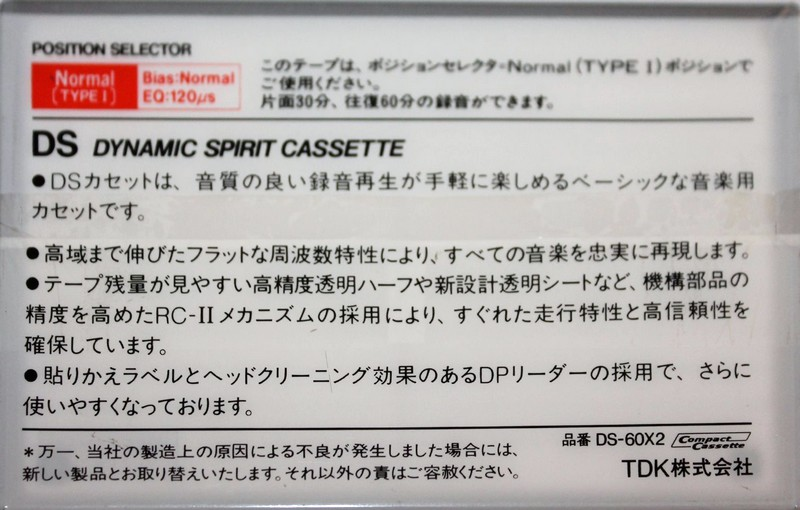 POSITION SELECTOR
Normal
(TYPE I)
Bias:Normal
EQ:120μs
このテープは、ポジションセレクタ-Normal(TYPE I)ポジションで
ご使用ください。
片面30分、往復60分の録音ができます。
DS DYNAMIC SPIRIT CASSETTE
●DSカセットは、音質の良い録音再生が手軽に楽しめるベーシックな音楽用
カセットです。
●高域まで伸びたフラットな周波数特性により、すべての音楽を忠実に再現します。
●テープ残量が見やすい高精度透明ハーフや新設計透明シートなど、機構部品の
精度を高めたRC-IIメカニズムの採用により、すぐれた走行特性と高信頼性を
確保しています。
●貼りかえラベルとヘッドクリーニング効果のあるDPリーダーの採用で、さらに
使いやすくなっております。
品番 DS-60X2 Compact Cassette
*万一、当社の製造上の原因による不良が発生しました場合には、
新しい製品とお取り替えいたします。それ以外の責はご容赦ください。
TDK株式会社